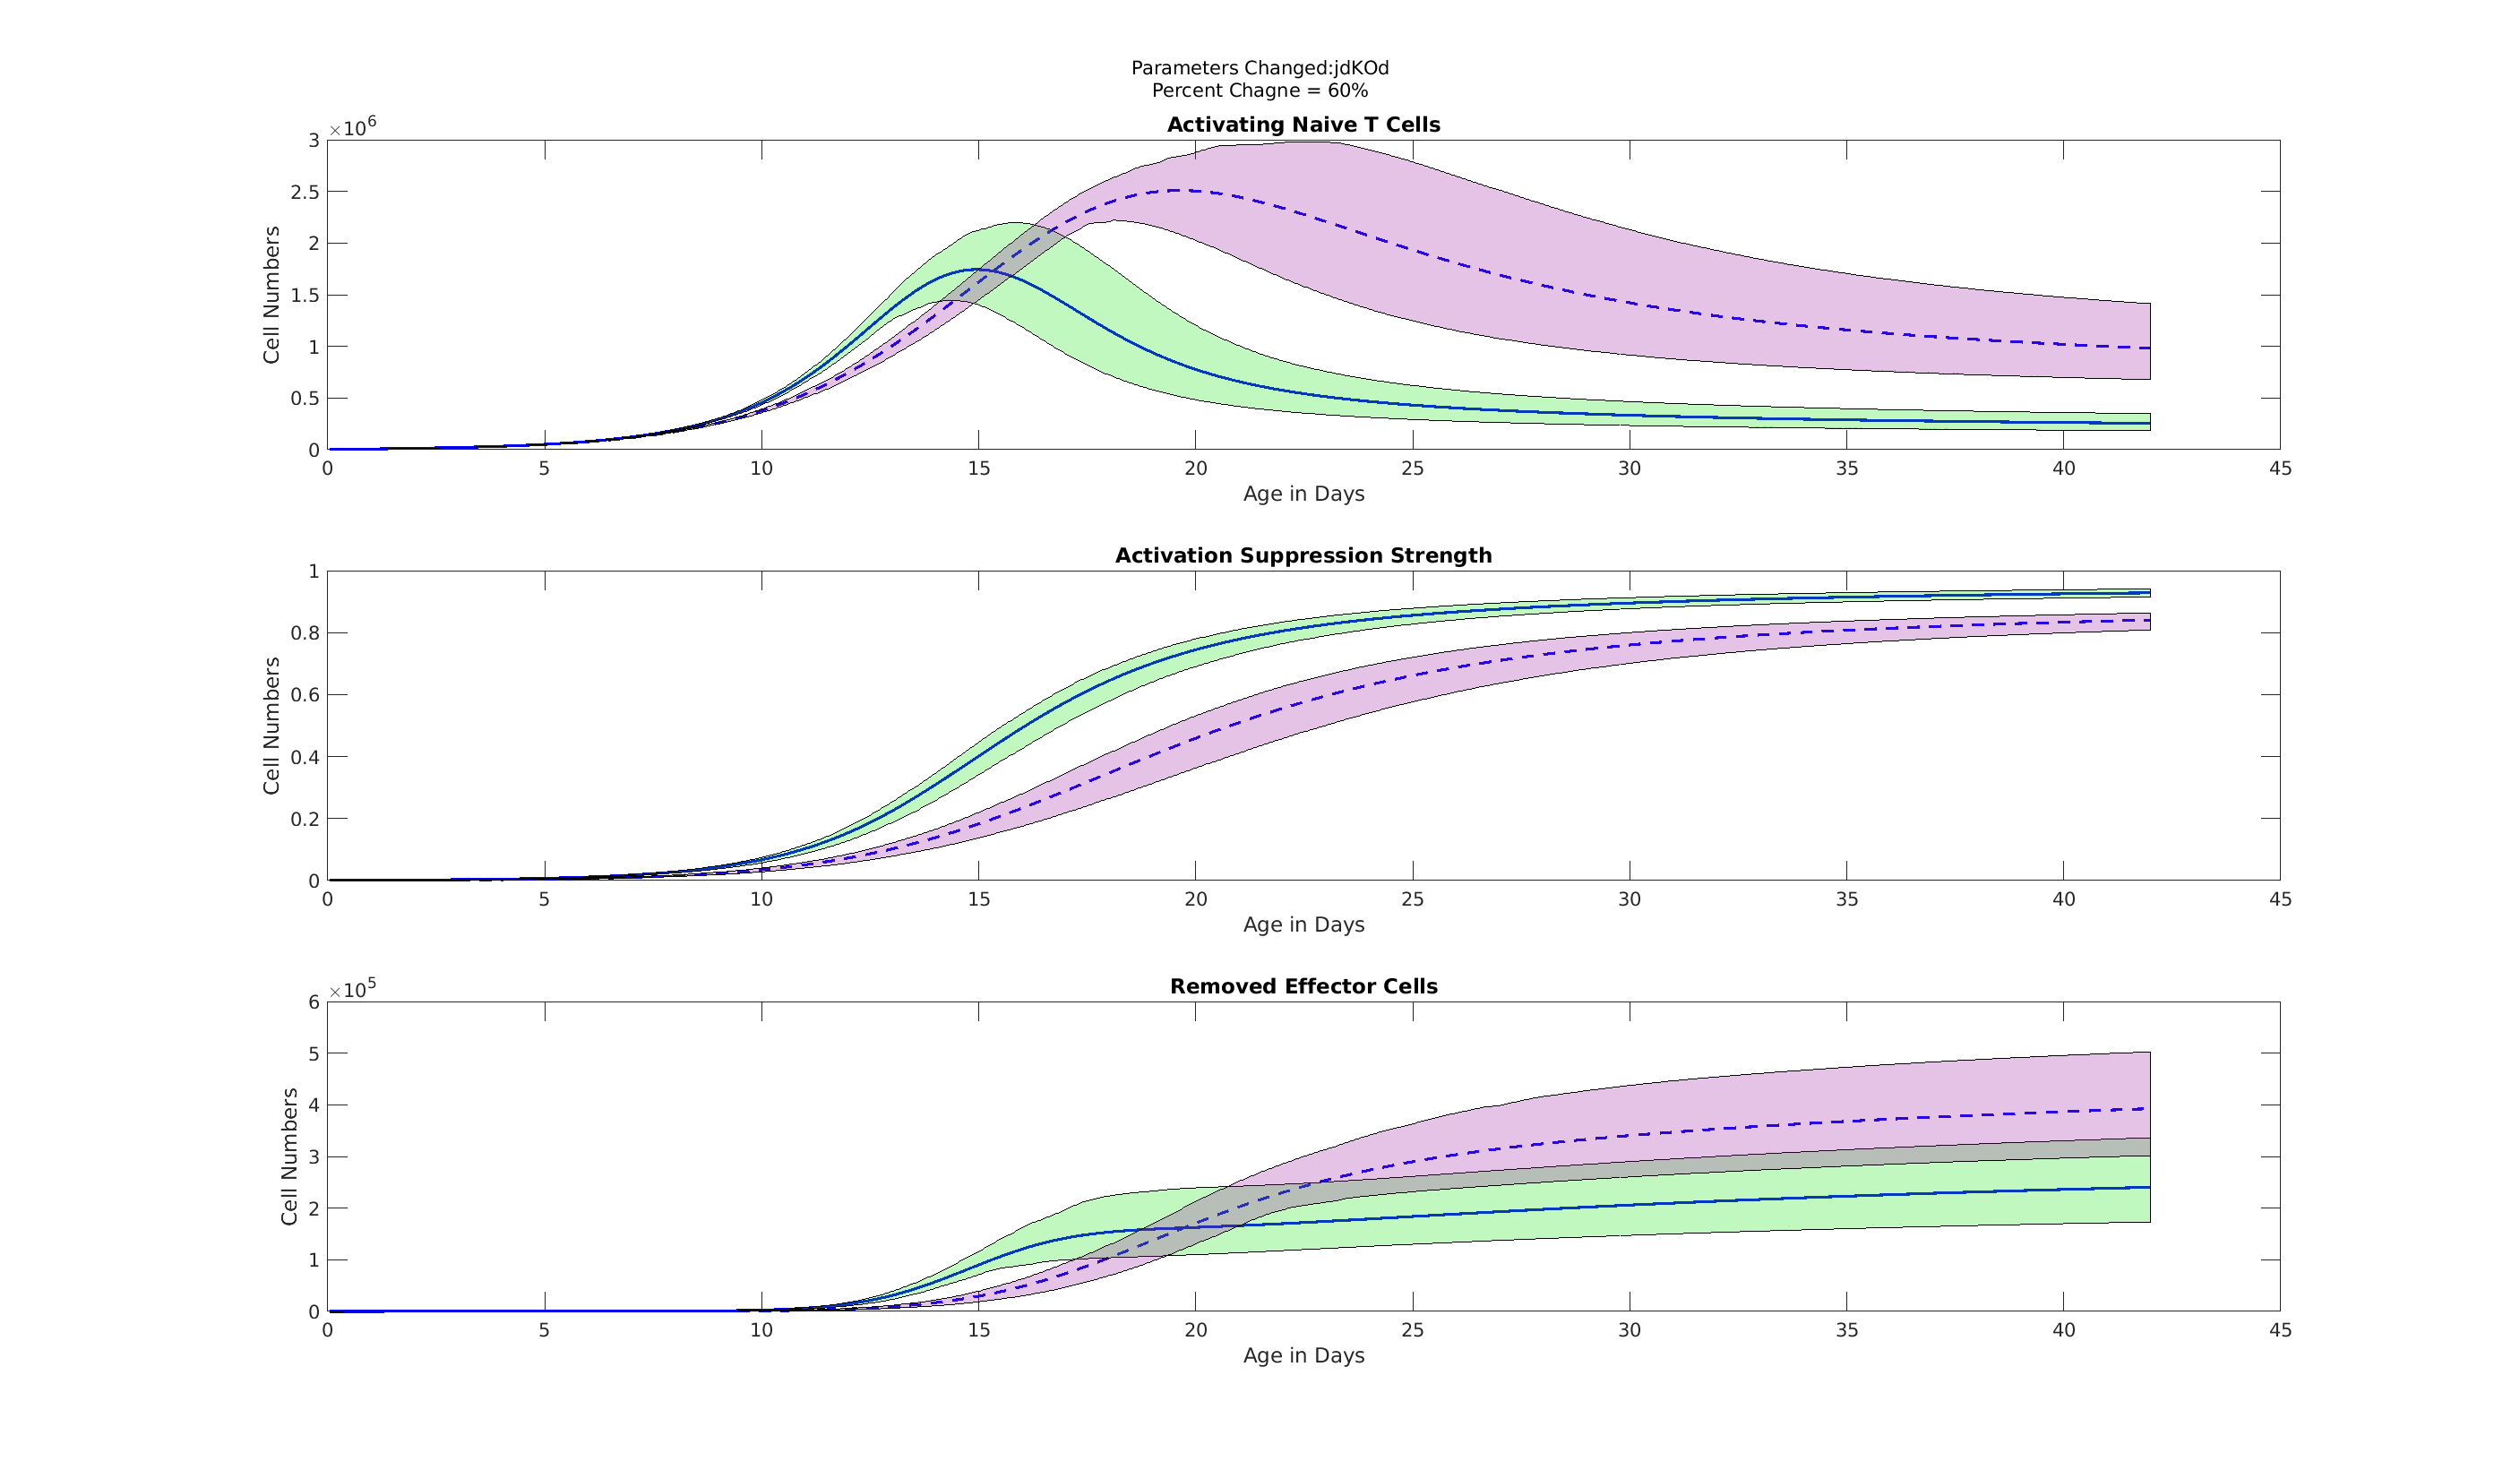 Parameters Changed:jdKOd
Percent Chagne = 60%
Activating Naive T Cells
×10^6
3
2.5
2
1.5
1
0.5
0
Cell Numbers
0 5 10 15 20 25 30 35 40 45
Age in Days
Activation Suppression Strength
1
0.8
0.6
0.4
0.2
0
Cell Numbers
0 5 10 15 20 25 30 35 40 45
Age in Days
Removed Effector Cells
×10^5
6
5
4
3
2
1
0
Cell Numbers
0 5 10 15 20 25 30 35 40 45
Age in Days